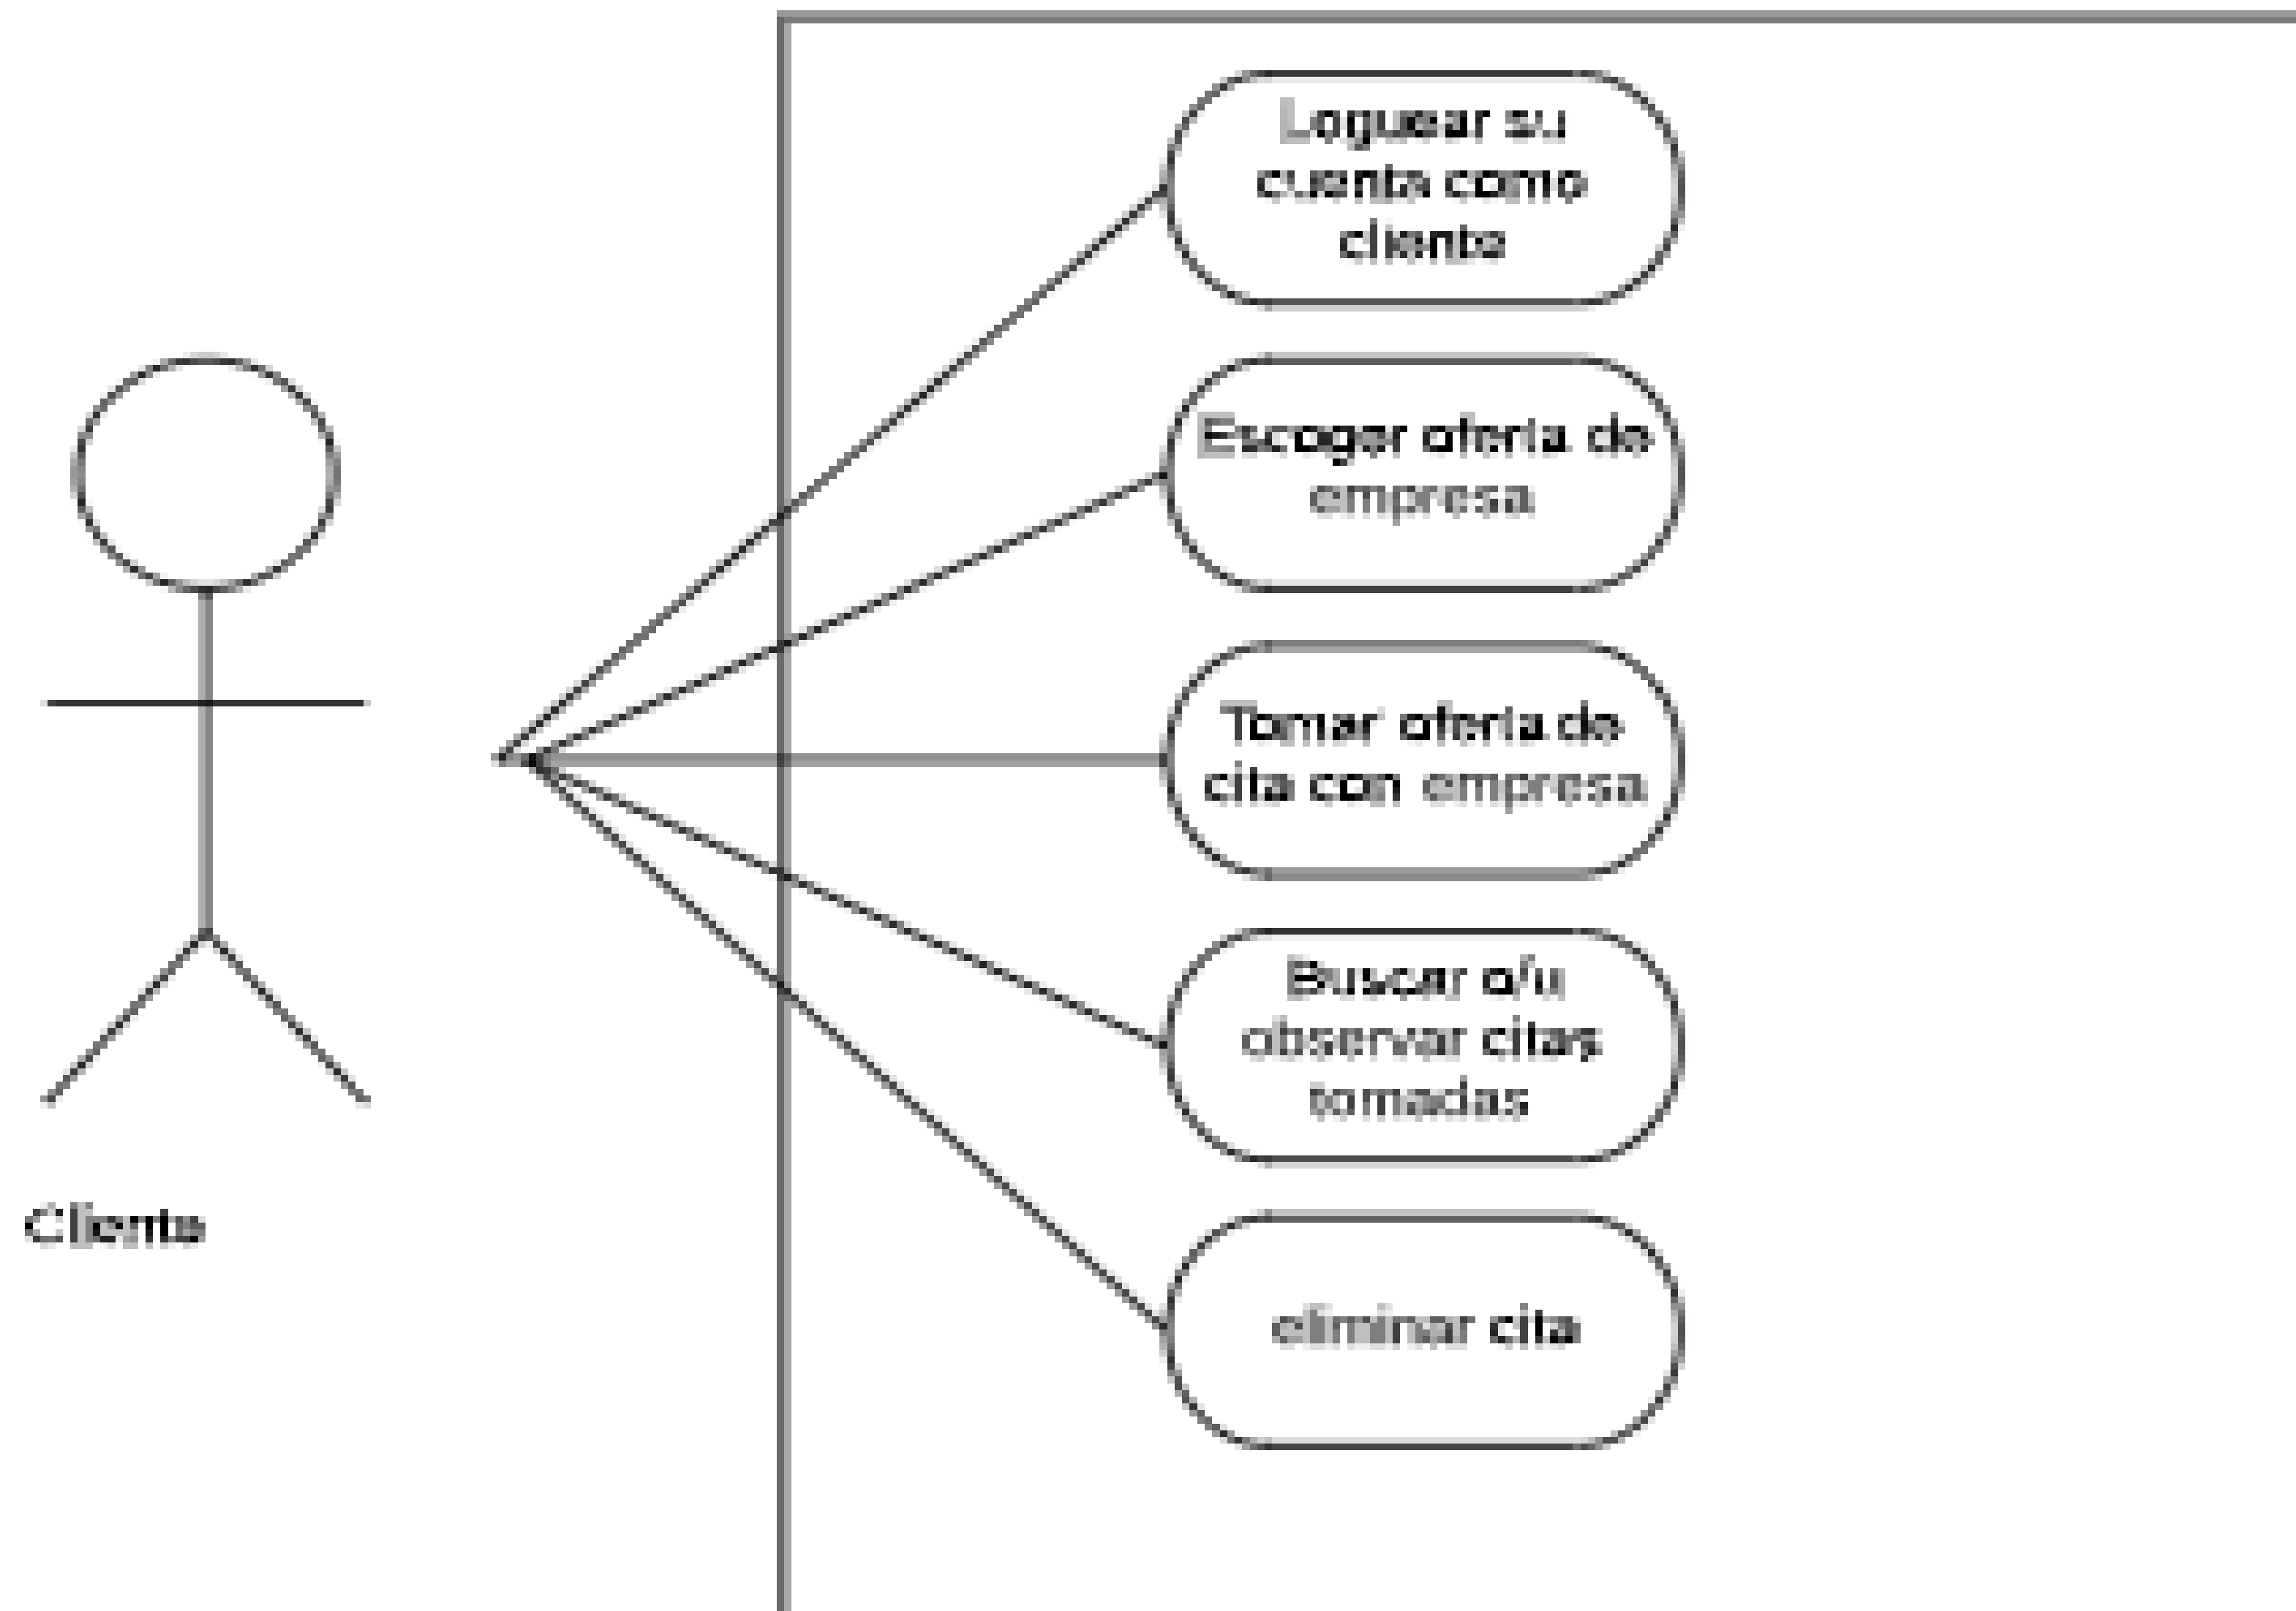 Loguear su
cuenta como
cliente
Escoger oferta de
empresa
Tomar oferta de
cita con empresa
Buscar o/u
observar citas
tomadas
Cliente
eliminar cita